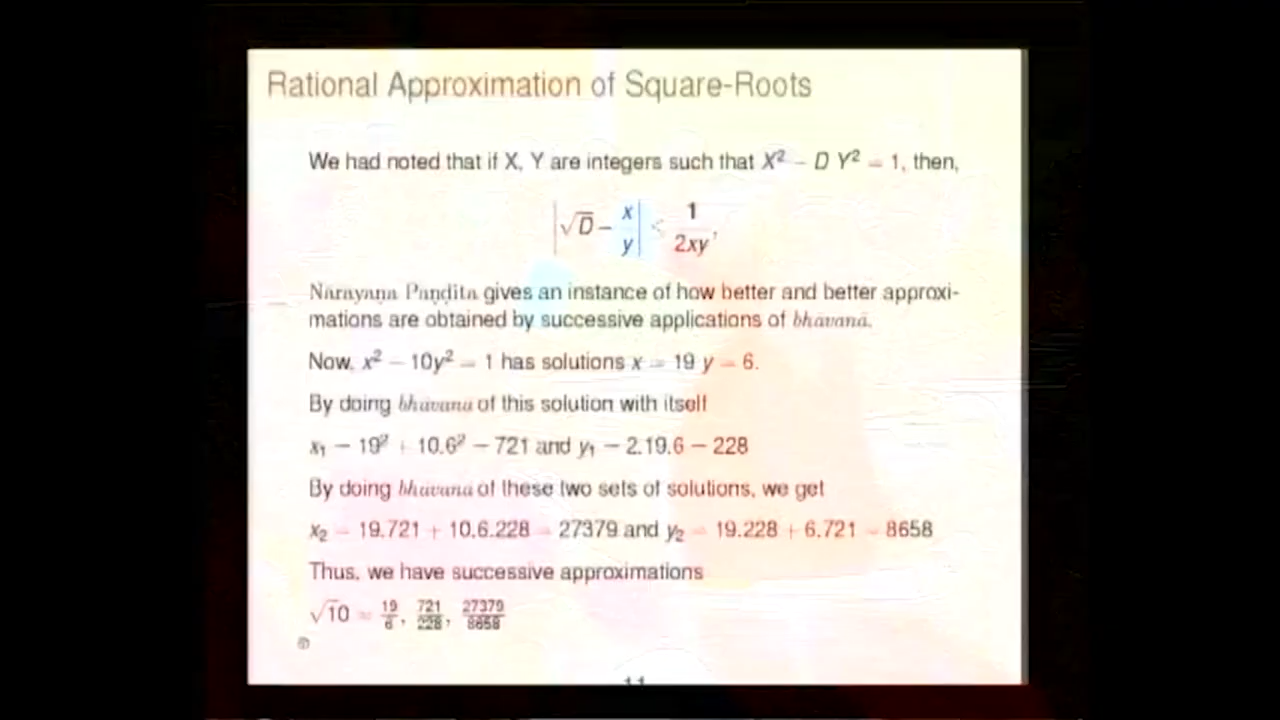 Rational Approximation of Square-Roots
We had noted that if X, Y are integers such that X² − D Y² = 1, then,
|√D − x/y| < 1/2xy,
Nārāyaṇa Paṇḍita gives an instance of how better and better approxi-
mations are obtained by successive applications of bhāvanā.
Now, x² − 10y² = 1 has solutions x = 19 y = 6.
By doing bhāvanā of this solution with itself
x₁ = 19² + 10.6² = 721 and y₁ = 2.19.6 = 228
By doing bhāvanā of these two sets of solutions, we get
x₂ = 19.721 + 10.6.228 = 27379 and y₂ = 19.228 + 6.721 = 8658
Thus, we have successive approximations
√10 ≈ 19/6, 721/228, 27379/8658